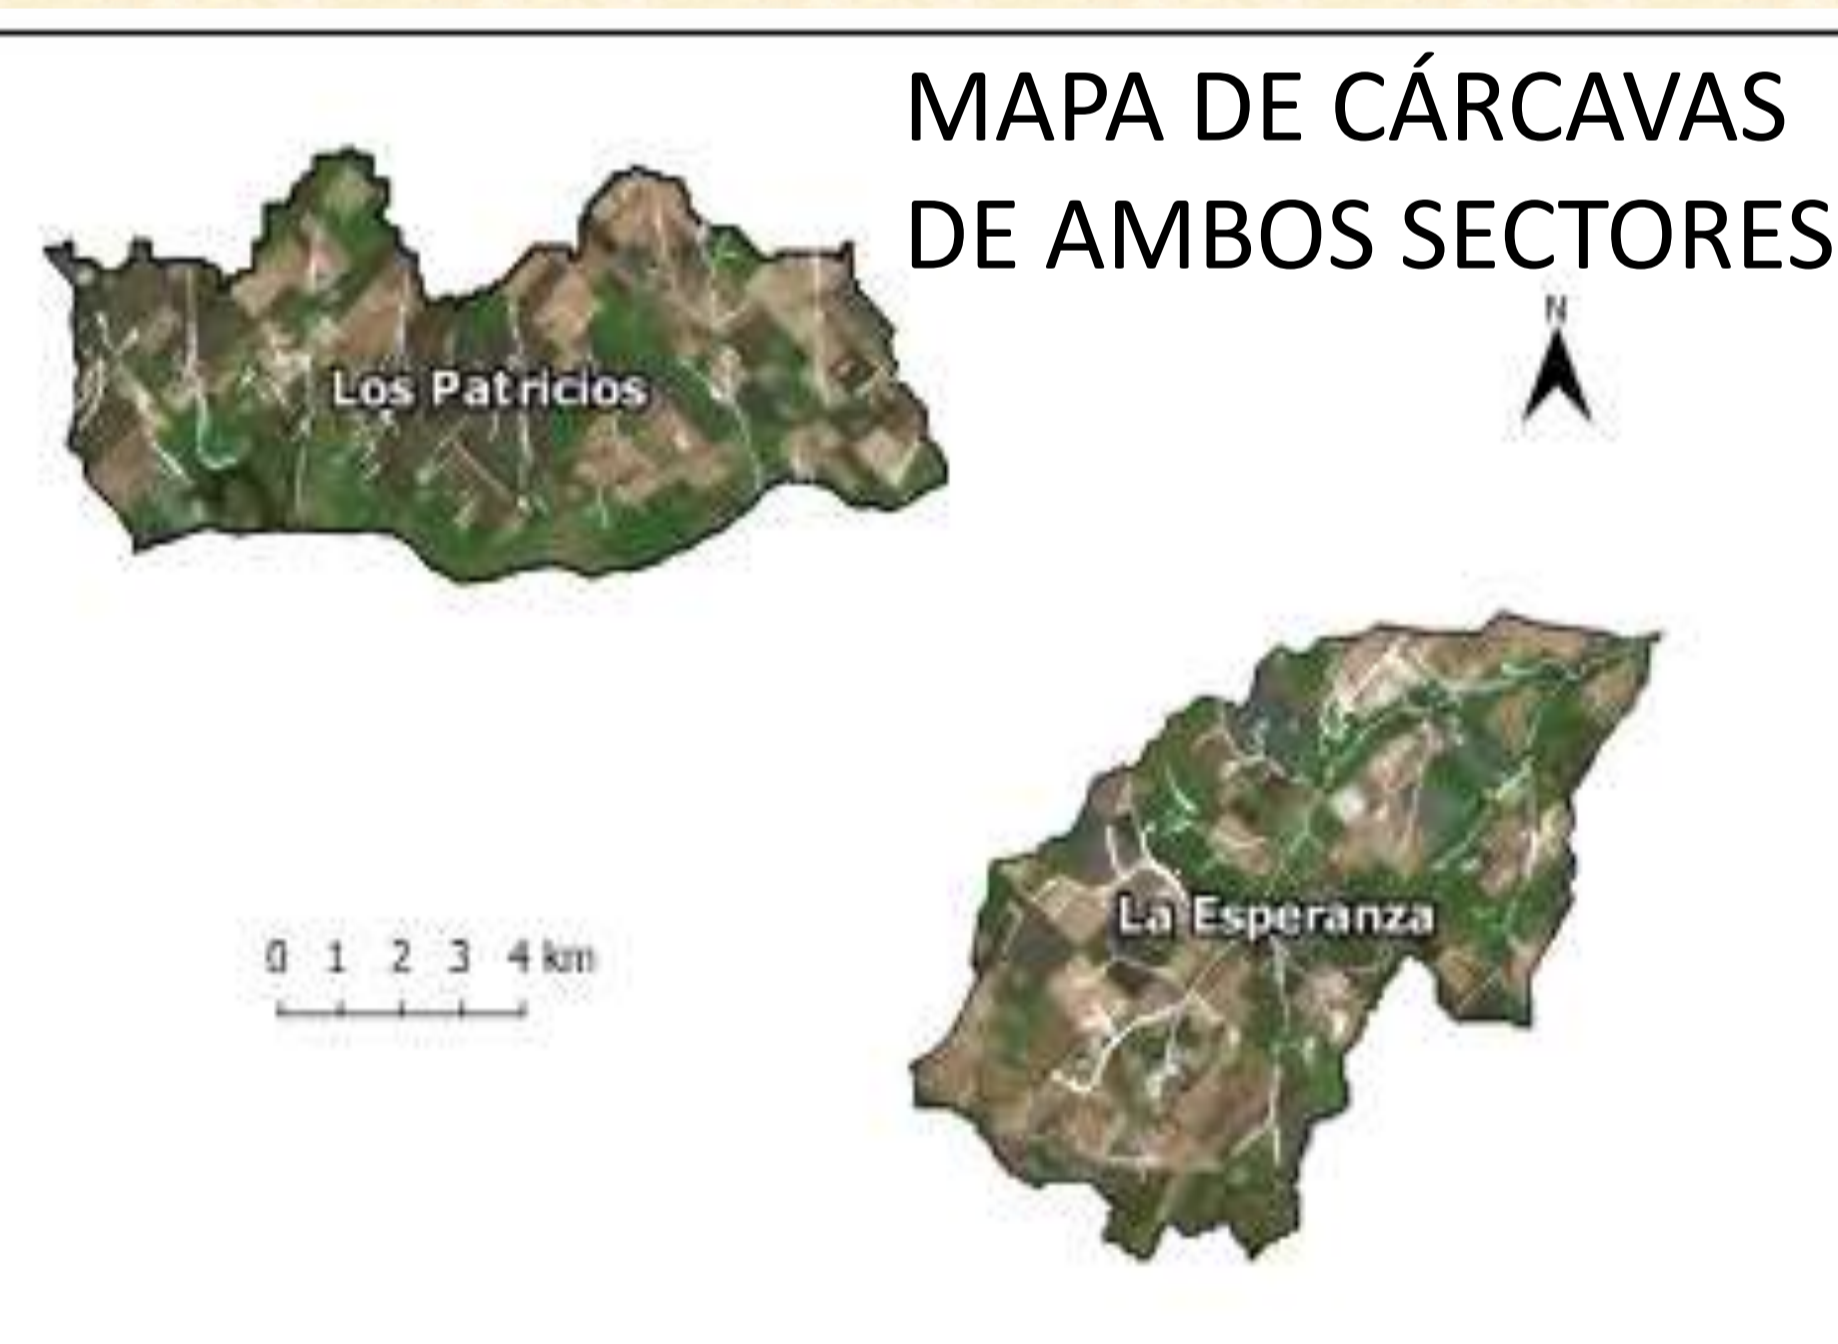 MAPA DE CÁRCAVAS
DE AMBOS SECTORES
N
Los Patricios
La Esperanza
0 1 2 3 4 km